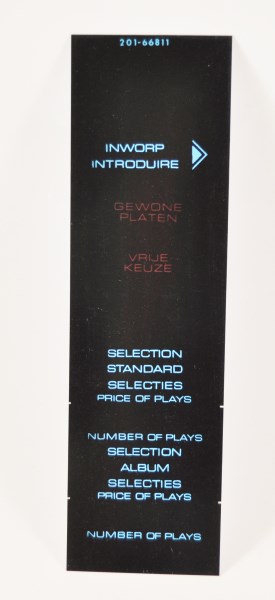 201-66811
INWORP
INTRODUIRE
GEWONE
PLATEN
VRIJE
KEUZE
SELECTION
STANDARD
SELECTIES
PRICE OF PLAYS
NUMBER OF PLAYS
SELECTION
ALBUM
SELECTIES
PRICE OF PLAYS
NUMBER OF PLAYS